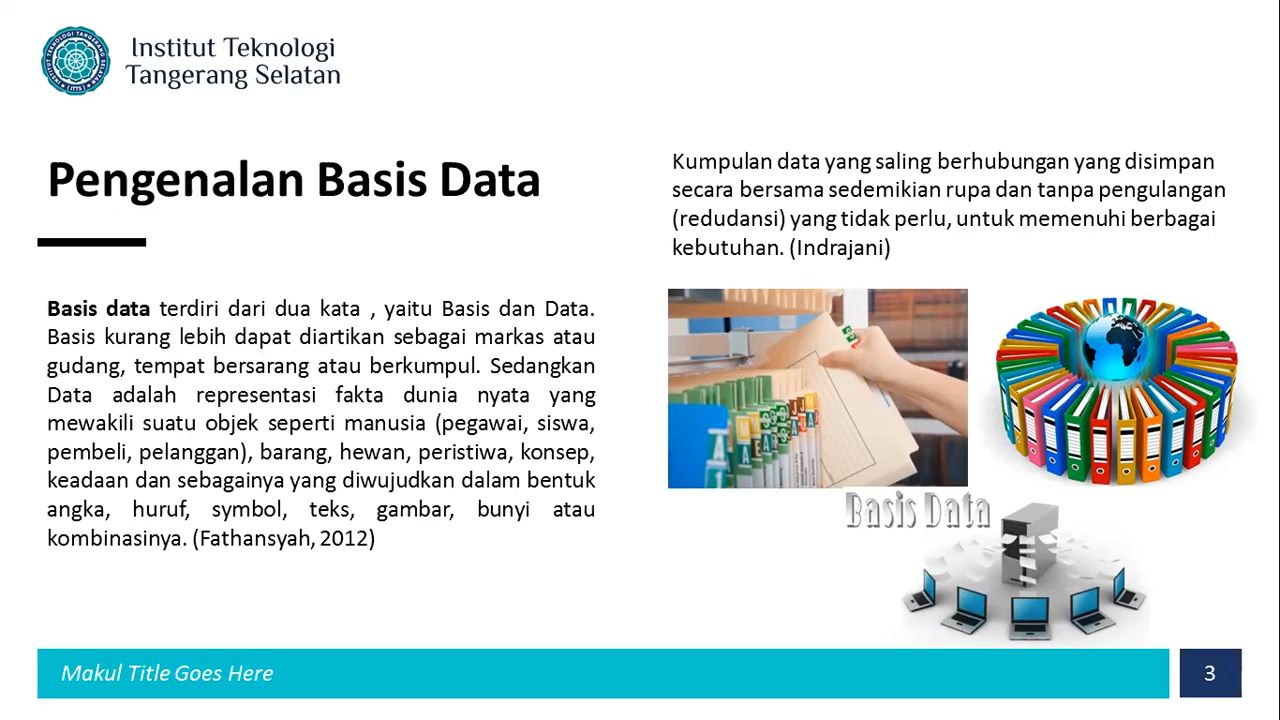 Institut Teknologi
Tangerang Selatan
Pengenalan Basis Data
Basis data terdiri dari dua kata , yaitu Basis dan Data.
Basis kurang lebih dapat diartikan sebagai markas atau
gudang, tempat bersarang atau berkumpul. Sedangkan
Data adalah representasi fakta dunia nyata yang
mewakili suatu objek seperti manusia (pegawai, siswa,
pembeli, pelanggan), barang, hewan, peristiwa, konsep,
keadaan dan sebagainya yang diwujudkan dalam bentuk
angka, huruf, symbol, teks, gambar, bunyi atau
kombinasinya. (Fathansyah, 2012)
Kumpulan data yang saling berhubungan yang disimpan
secara bersama sedemikian rupa dan tanpa pengulangan
(redudansi) yang tidak perlu, untuk memenuhi berbagai
kebutuhan. (Indrajani)
Basis Data
Makul Title Goes Here
3